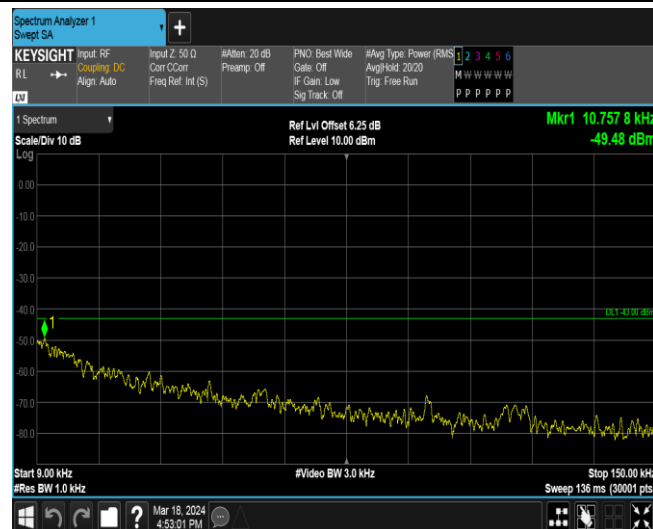 Spectrum Analyzer 1
Swept SA
+
KEYSIGHT
RL
LXI
Input: RF
Coupling: DC
Align: Auto
Input Z: 50 Ω
Corr CCorr
Freq Ref: Int (S)
#Atten: 20 dB
Preamp: Off
PNO: Best Wide
Gate: Off
IF Gain: Low
Sig Track: Off
#Avg Type: Power (RMS
Avg|Hold: 20/20
Trig: Free Run
1 2 3 4 5 6
M W W W W W
P P P P P P
1 Spectrum
Scale/Div 10 dB
Log
Ref Lvl Offset 6.25 dB
Ref Level 10.00 dBm
Mkr1 10.757 8 kHz
-49.48 dBm
0.00
-10.0
-20.0
-30.0
-40.0
DL1 -43.00 dBm
1
-50.0
-60.0
-70.0
-80.0
Start 9.00 kHz
#Res BW 1.0 kHz
#Video BW 3.0 kHz
Stop 150.00 kHz
Sweep 136 ms (30001 pts
?
Mar 18, 2024
4:53:01 PM